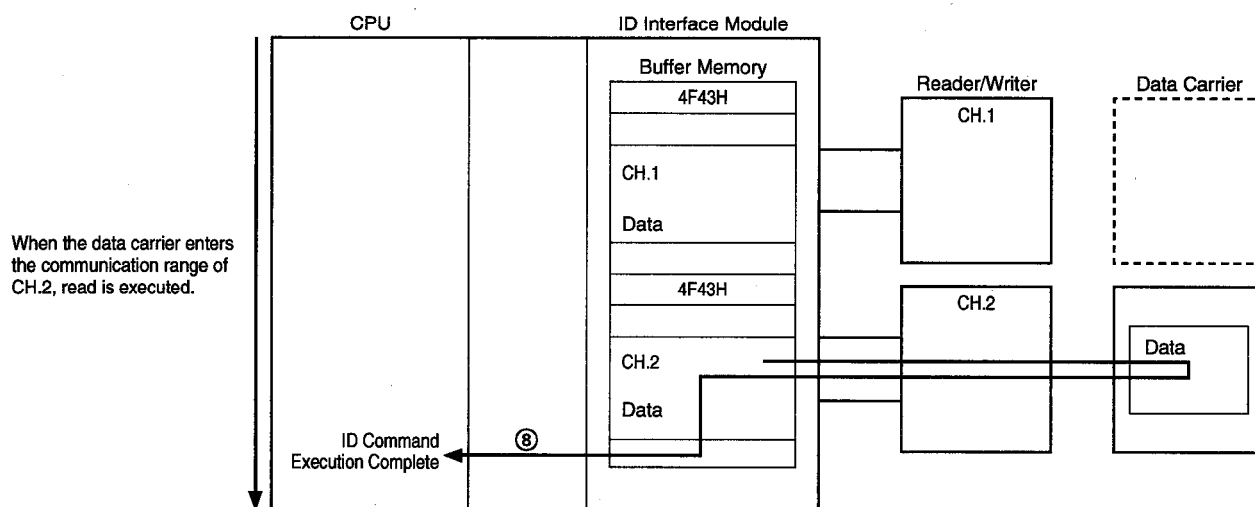 CPU
ID Interface Module
Buffer Memory
4F43H
CH.1
Data
4F43H
CH.2
Data
Reader/Writer
CH.1
CH.2
Data Carrier
Data
When the data carrier enters
the communication range of
CH.2, read is executed.
ID Command
Execution Complete
⑧